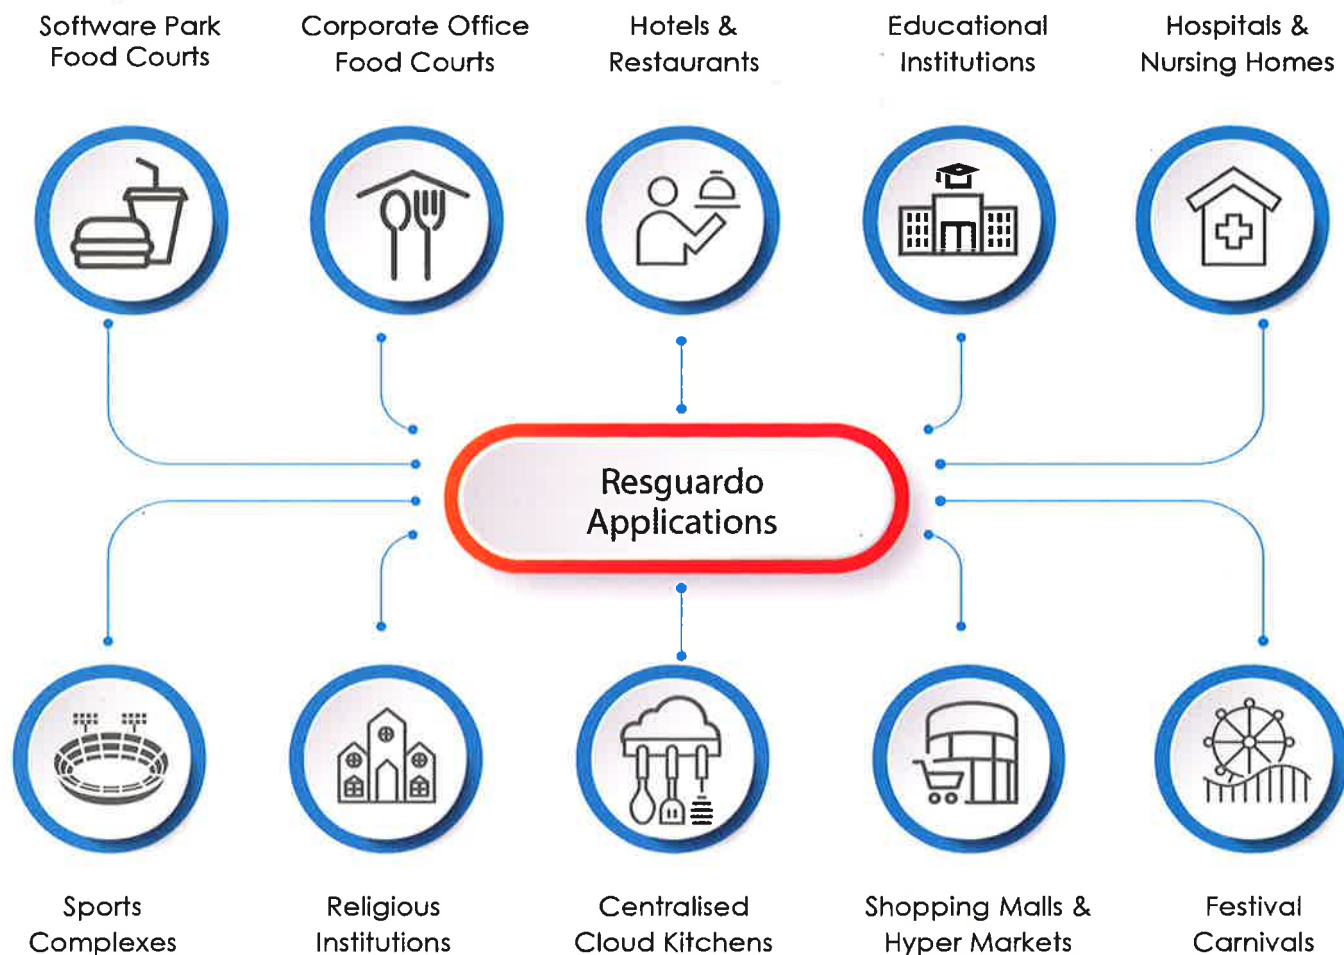 Software Park
Food Courts
Corporate Office
Food Courts
Hotels &
Restaurants
Educational
Institutions
Hospitals &
Nursing Homes
Resguardo
Applications
Sports
Complexes
Religious
Institutions
Centralised
Cloud Kitchens
Shopping Malls &
Hyper Markets
Festival
Carnivals